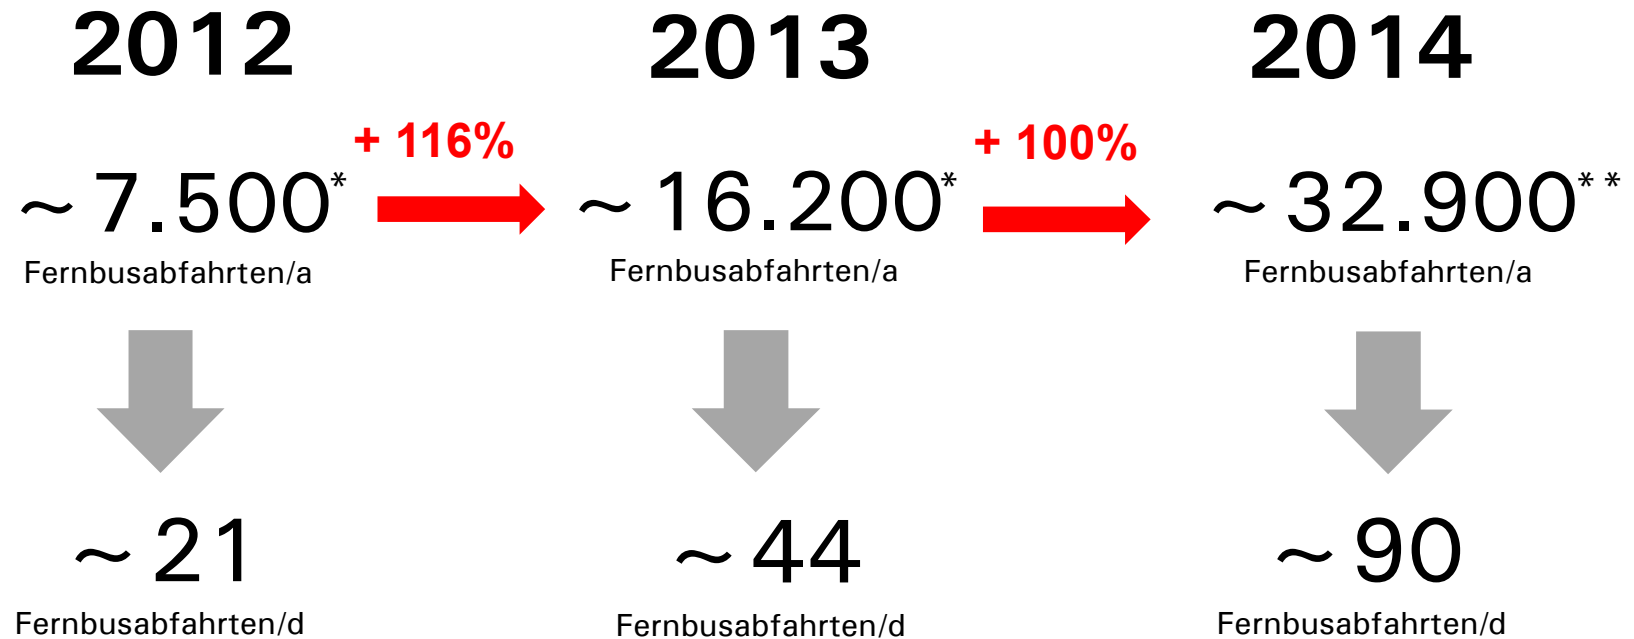 2012
2013
2014
+ 116%
+ 100%
~ 7.500*
~ 16.200*
~ 32.900**
Fernbusabfahrten/a
Fernbusabfahrten/a
Fernbusabfahrten/a
~ 21
~ 44
~ 90
Fernbusabfahrten/d
Fernbusabfahrten/d
Fernbusabfahrten/d